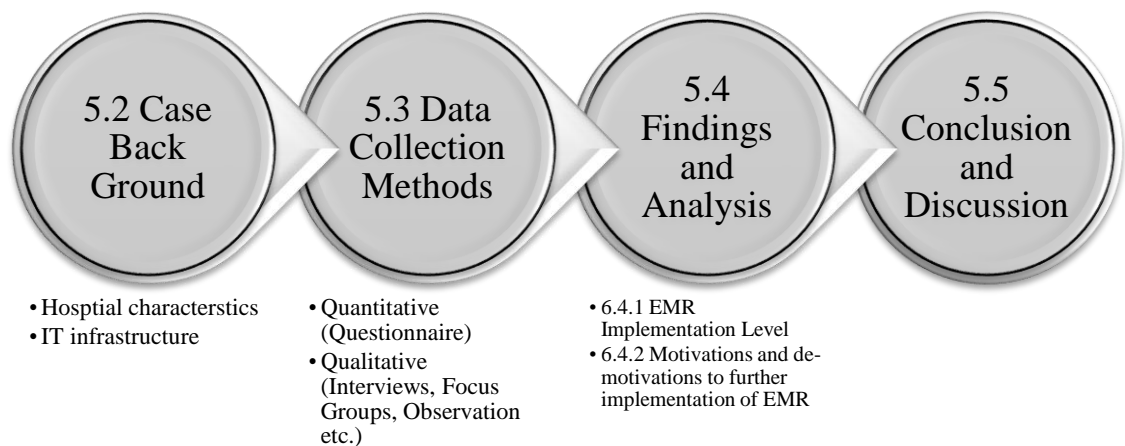 5.2 Case
Back
Ground
5.3 Data
Collection
Methods
5.4
Findings
and
Analysis
5.5
Conclusion
and
Discussion
• Hosptial characterstics
• IT infrastructure
• Quantitative
(Questionnaire)
• Qualitative
(Interviews, Focus
Groups, Observation
etc.)
• 6.4.1 EMR
Implementation Level
• 6.4.2 Motivations and de-
motivations to further
implementation of EMR